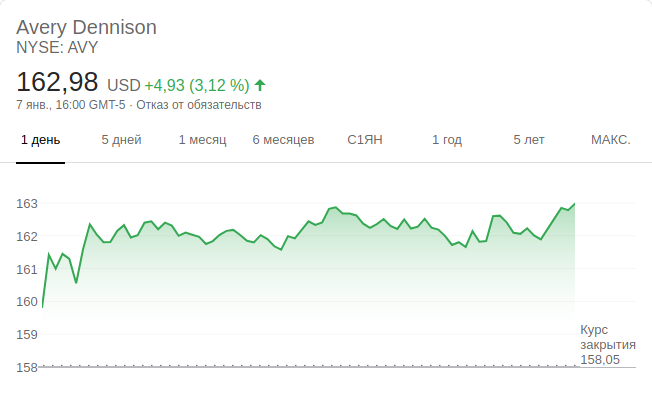 Avery Dennison
NYSE: AVY
162,98 USD +4,93 (3,12 %)
7 янв., 16:00 GMT-5 · Отказ от обязательств
1 день 5 дней 1 месяц 6 месяцев С1ЯН 1 год 5 лет МАКС.
163
162
161
160
159
158
Курс
закрытия
158,05